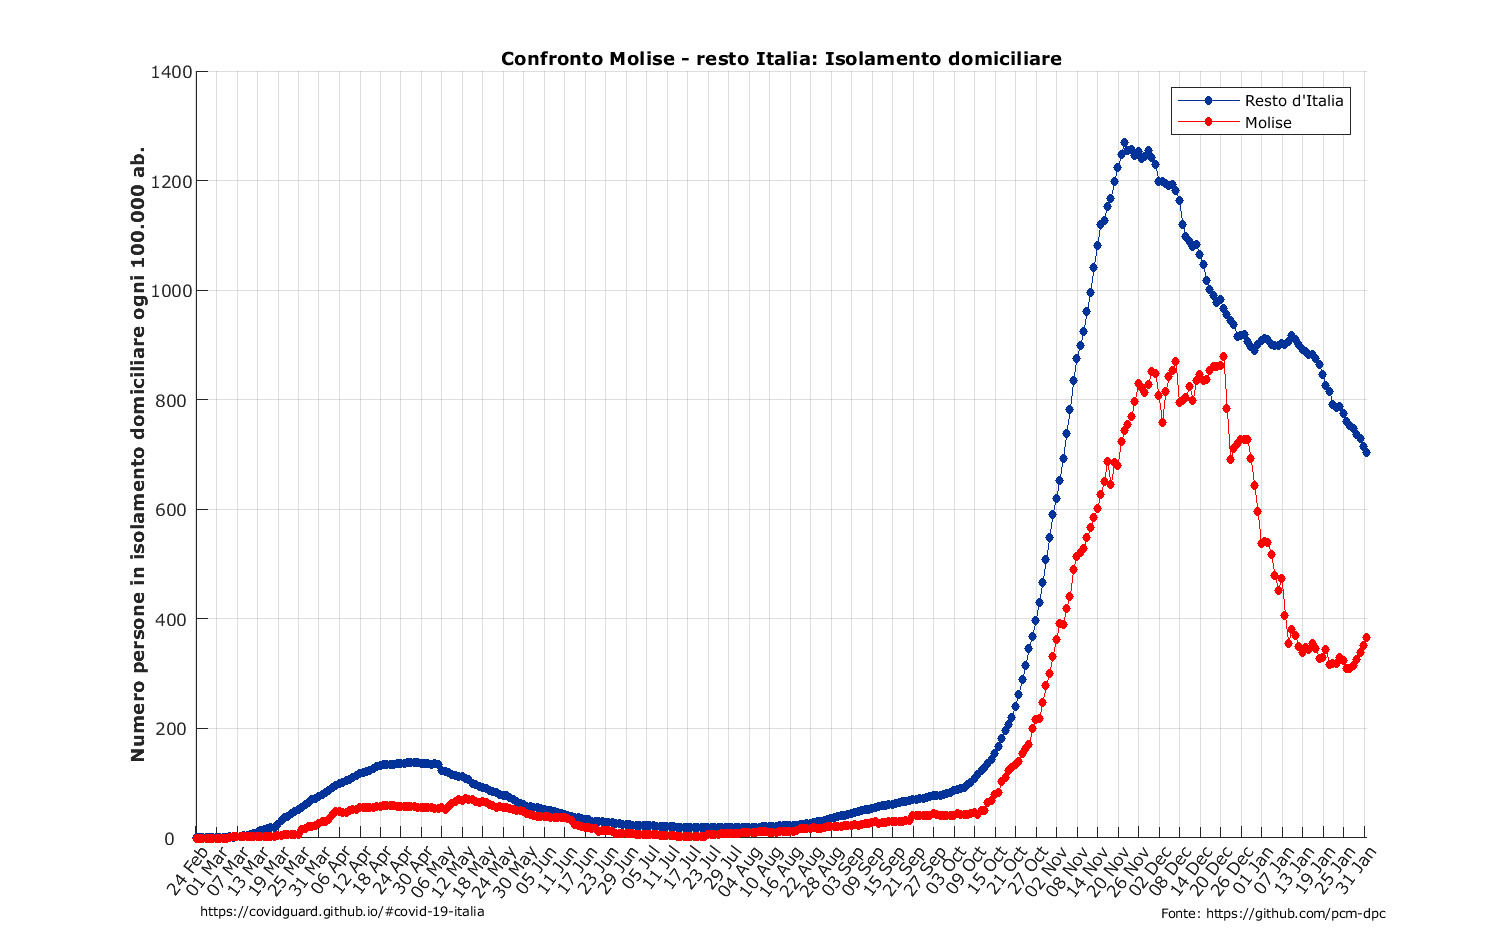 Confronto Molise - resto Italia: Isolamento domiciliare
Numero persone in isolamento domiciliare ogni 100.000 ab.
1400
1200
1000
800
600
400
200
0
Resto d'Italia
Molise
24 Feb
01 Mar
07 Mar
13 Mar
19 Mar
25 Mar
31 Mar
06 Apr
12 Apr
18 Apr
24 Apr
30 Apr
06 May
12 May
18 May
24 May
30 May
05 Jun
11 Jun
17 Jun
23 Jun
29 Jun
05 Jul
11 Jul
17 Jul
23 Jul
29 Jul
04 Aug
10 Aug
16 Aug
22 Aug
28 Aug
03 Sep
09 Sep
15 Sep
21 Sep
27 Sep
03 Oct
09 Oct
15 Oct
21 Oct
27 Oct
02 Nov
08 Nov
14 Nov
20 Nov
26 Nov
02 Dec
08 Dec
14 Dec
20 Dec
26 Dec
01 Jan
07 Jan
13 Jan
19 Jan
25 Jan
31 Jan
https://covidguard.github.io/#covid-19-italia
Fonte: https://github.com/pcm-dpc